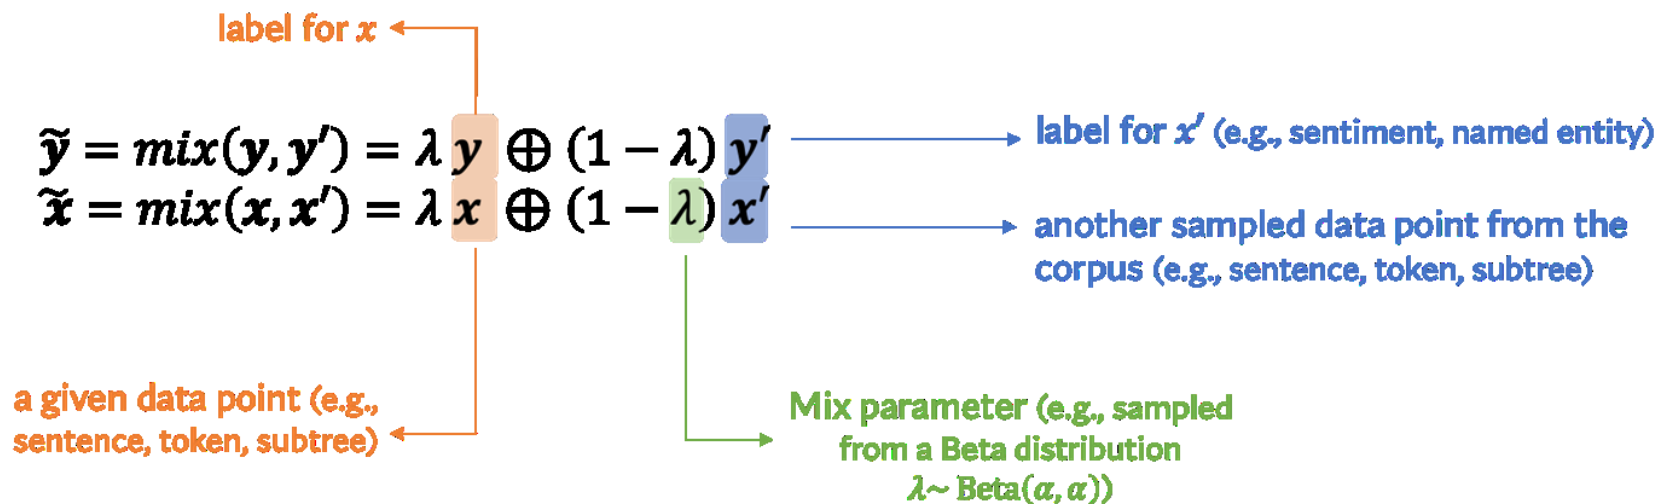 label for x
ỹ = mix(y, y′) = λ y ⊕ (1 − λ) y′
label for x′ (e.g., sentiment, named entity)
x̃ = mix(x, x′) = λ x ⊕ (1 − λ) x′
another sampled data point from the
corpus (e.g., sentence, token, subtree)
a given data point (e.g.,
sentence, token, subtree)
Mix parameter (e.g., sampled
from a Beta distribution
λ~ Beta(α, α))